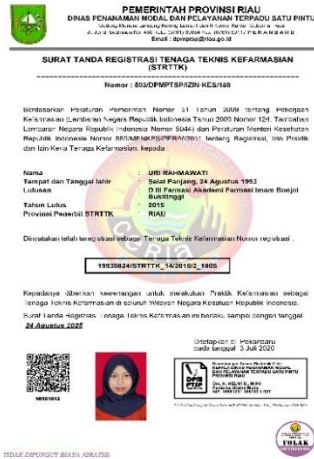 PEMERINTAH PROVINSI RIAU
DINAS PENANAMAN MODAL DAN PELAYANAN TERPADU SATU PINTU
Email : dpmptsp@riau.go.id
SURAT TANDA REGISTRASI TENAGA TEKNIS KEFARMASIAN
(STRTTK)
Nomor : 503/DPMPTSP/IZIN-KES/186
Berdasarkan Peraturan Pemerintah Nomor 51 Tahun 2009 tentang Pekerjaan
Kefarmasian (Lembaran Negara Republik Indonesia Tahun 2009 Nomor 124, Tambahan
Lembaran Negara Republik Indonesia Nomor 5044) dan Peraturan Menteri Kesehatan
Republik Indonesia Nomor tentang Registrasi, Izin Praktik
dan Izin Kerja Tenaga Kefarmasian, kepada :
Nama : URI RAHMAWATI
Tempat dan Tanggal lahir : Selat Panjang, 24 Agustus 1993
Lulusan : D III Farmasi Akademi Farmasi Imam Bonjol
Bukittinggi
Tahun Lulus : 2015
Provinsi Penerbit STRTTK : RIAU
Dinyatakan telah teregistrasi sebagai Tenaga Teknis Kefarmasian Nomor registrasi :
19930824/STRTTK_14/2015/2_1805
Kepadanya diberikan kewenangan untuk melakukan Praktik Kefarmasian sebagai
Tenaga Teknis Kefarmasian di seluruh Wilayah Negara Kesatuan Republik Indonesia.
Surat Tanda Registrasi Tenaga Teknis Kefarmasian ini berlaku sampai dengan tanggal
24 Agustus 2025
Ditetapkan di Pekanbaru
pada tanggal 3 Juli 2020
TIDAK DIPUNGUT BIAYA (GRATIS)
TOLAK